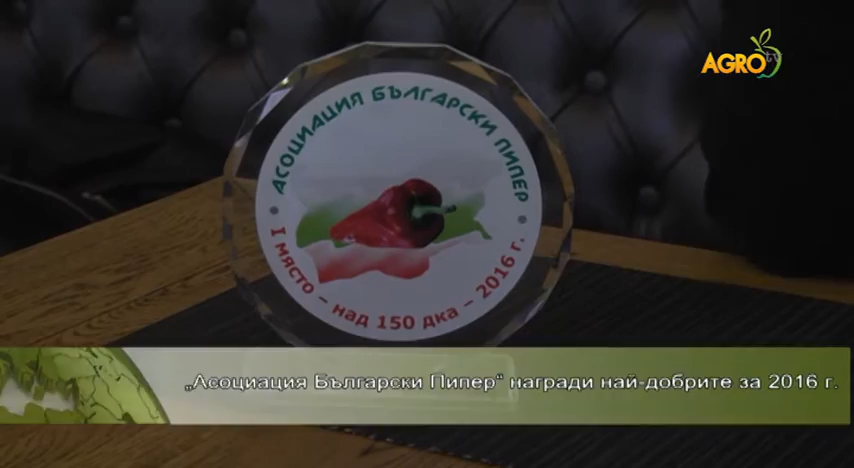 AGRO
АСОЦИАЦИЯ БЪЛГАРСКИ ПИПЕР
I МЯСТО – над 150 дка – 2016 г.
„Асоциация Български Пипер“ награди най-добрите за 2016 г.